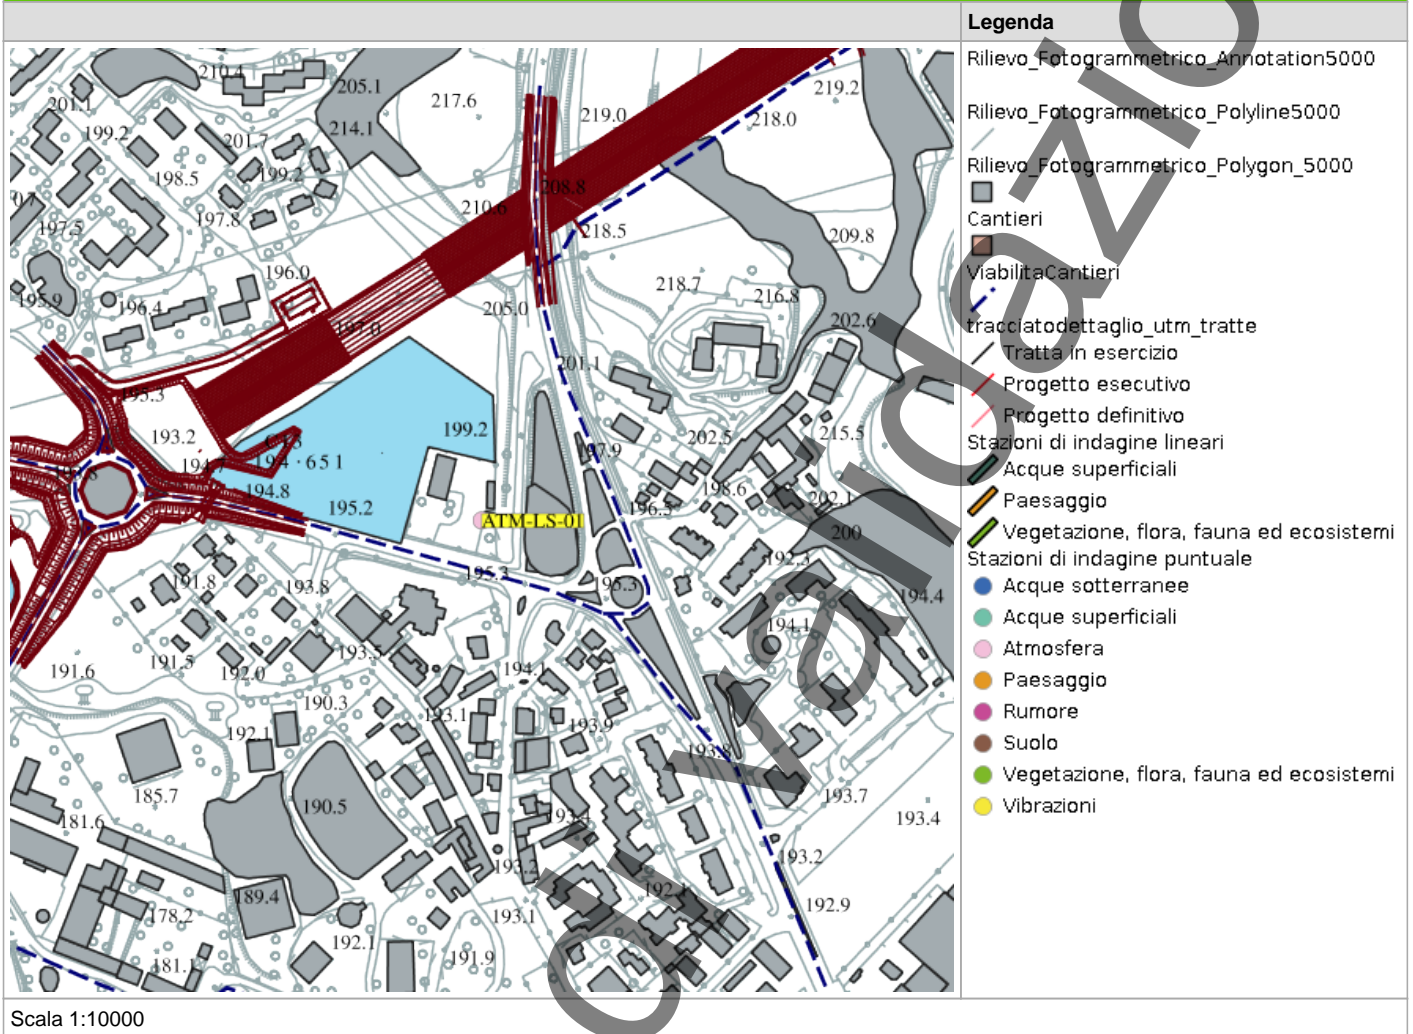 Legenda
Rilievo_Fotogrammetrico_Annotation5000
Rilievo_Fotogrammetrico_Polyline5000
Rilievo_Fotogrammetrico_Polygon_5000
Cantieri
ViabilitaCantieri
tracciatodettaglio_utm_tratte
Tratta in esercizio
Progetto esecutivo
Progetto definitivo
Stazioni di indagine lineari
Acque superficiali
Paesaggio
Vegetazione, flora, fauna ed ecosistemi
Stazioni di indagine puntuale
Acque sotterranee
Acque superficiali
Atmosfera
Paesaggio
Rumore
Suolo
Vegetazione, flora, fauna ed ecosistemi
Vibrazioni
210.4
205.1
217.6
219.2
201.1
199.2
214.1
219.0
218.0
201.7
198.5
199.2
208.8
197.8
210.6
197.5
218.5
209.8
196.0
218.7
216.8
195.9
196.4
205.0
202.6
197.0
201.1
195.3
193.2
199.2
202.5
215.5
197.9
194.8
195.2
198.6
202.1
196.5
ATM-LS-01
200
192.3
195.3
195.3
191.8
193.8
194.4
194.1
191.5
193.5
191.6
192.0
194.1
190.3
193.1
193.9
192.1
193.8
185.7
190.5
193.7
181.6
193.4
193.4
193.2
193.2
189.4
192.1
178.2
193.1
192.9
192.1
191.9
181.1
Scala 1:10000